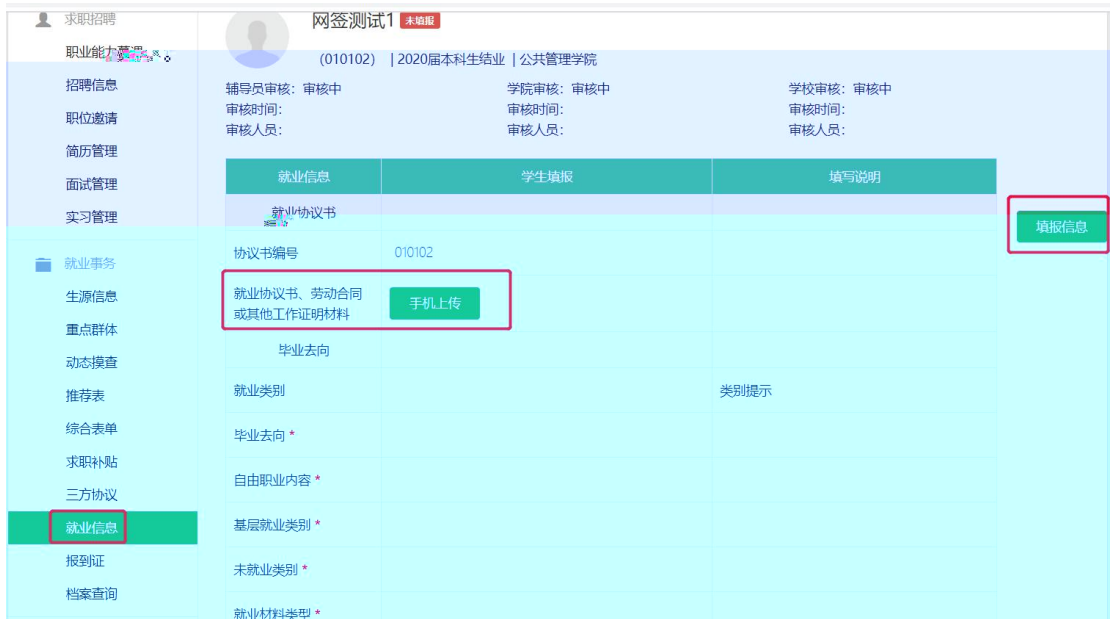 求职招聘
职业能力慕课
招聘信息
职位邀请
简历管理
面试管理
实习管理
就业事务
生源信息
重点群体
动态摸查
推荐表
综合表单
求职补贴
三方协议
就业信息
报到证
档案查询
网签测试1 未填报
（010102） | 2020届本科生结业 | 公共管理学院
辅导员审核：审核中 学院审核：审核中 学校审核：审核中
审核时间： 审核时间： 审核时间：
审核人员： 审核人员： 审核人员：
就业信息 学生填报 填写说明
就业协议书
填报信息
协议书编号 010102
就业协议书、劳动合同
或其他工作证明材料 手机上传
毕业去向
就业类别 类别提示
毕业去向 *
自由职业内容 *
基层就业类别 *
未就业类别 *
就业材料类型 *